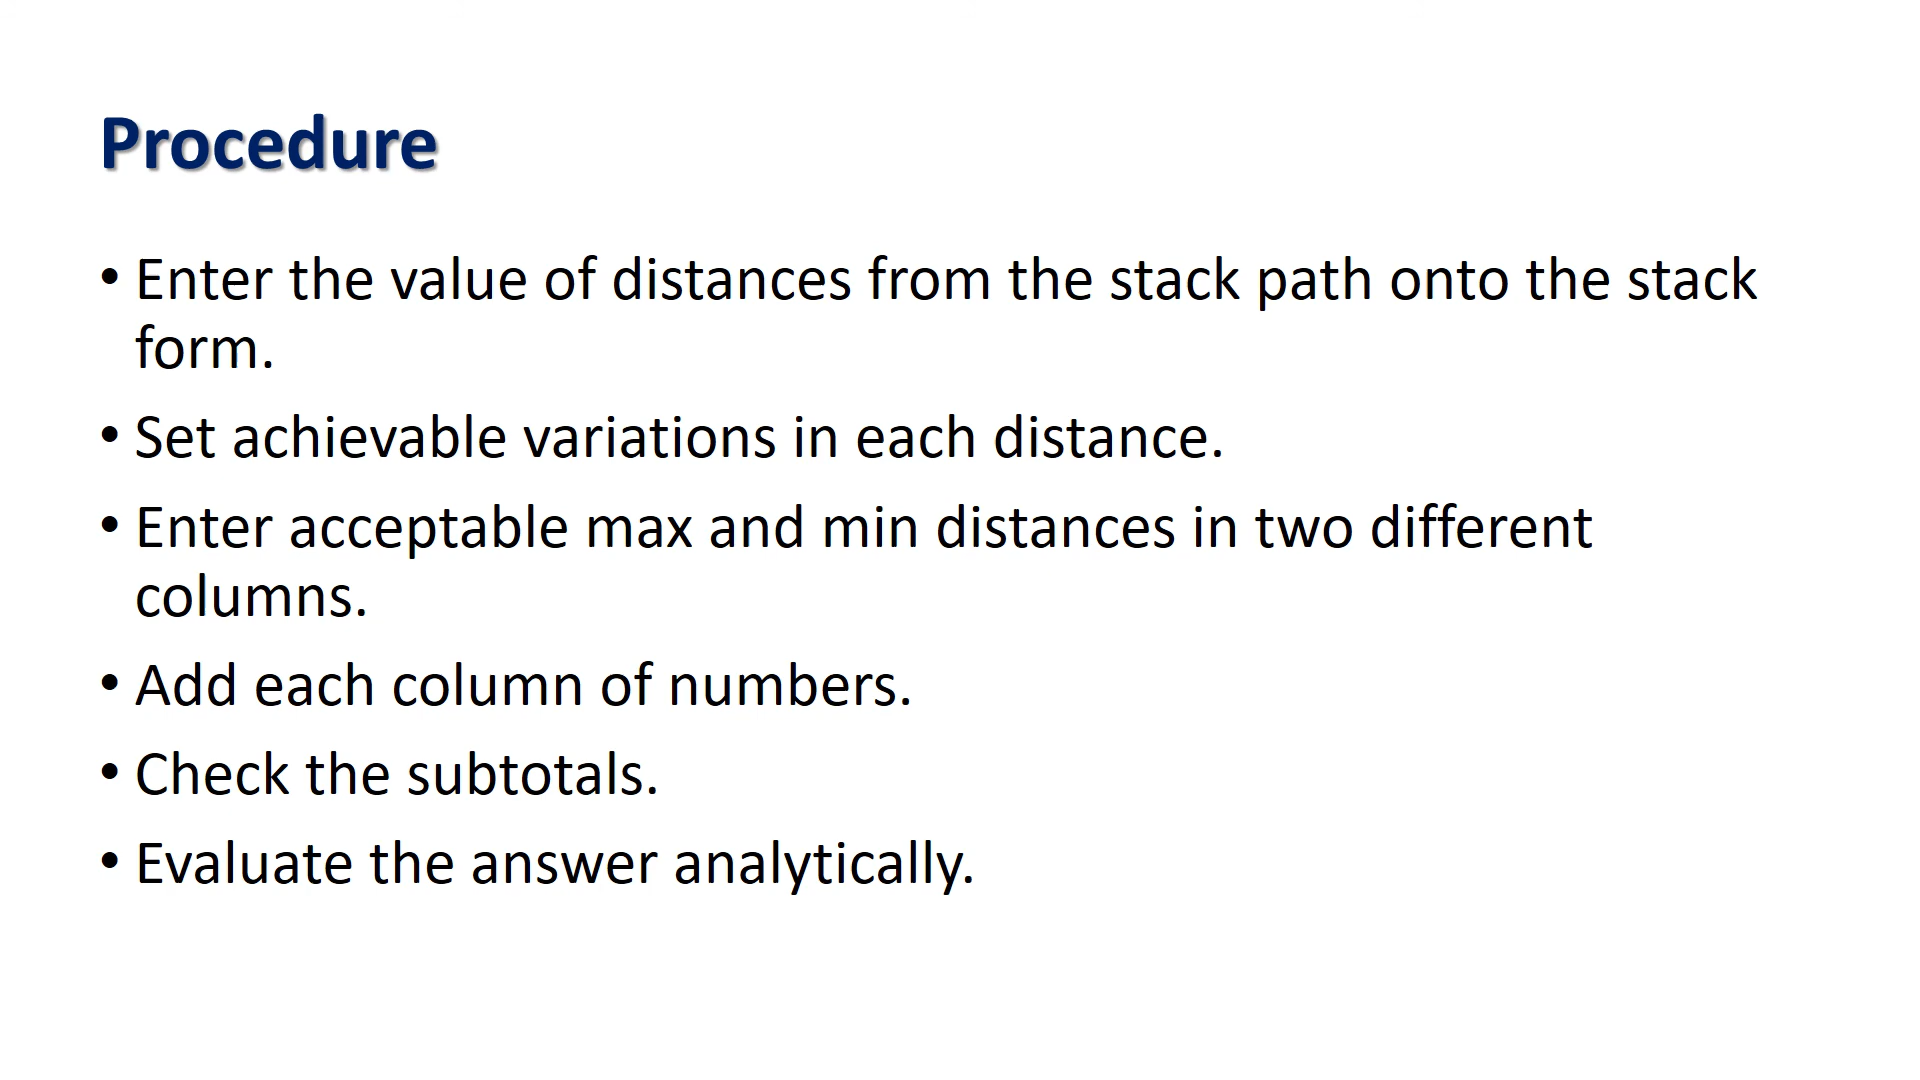 Procedure
• Enter the value of distances from the stack path onto the stack
form.
• Set achievable variations in each distance.
• Enter acceptable max and min distances in two different
columns.
• Add each column of numbers.
• Check the subtotals.
• Evaluate the answer analytically.